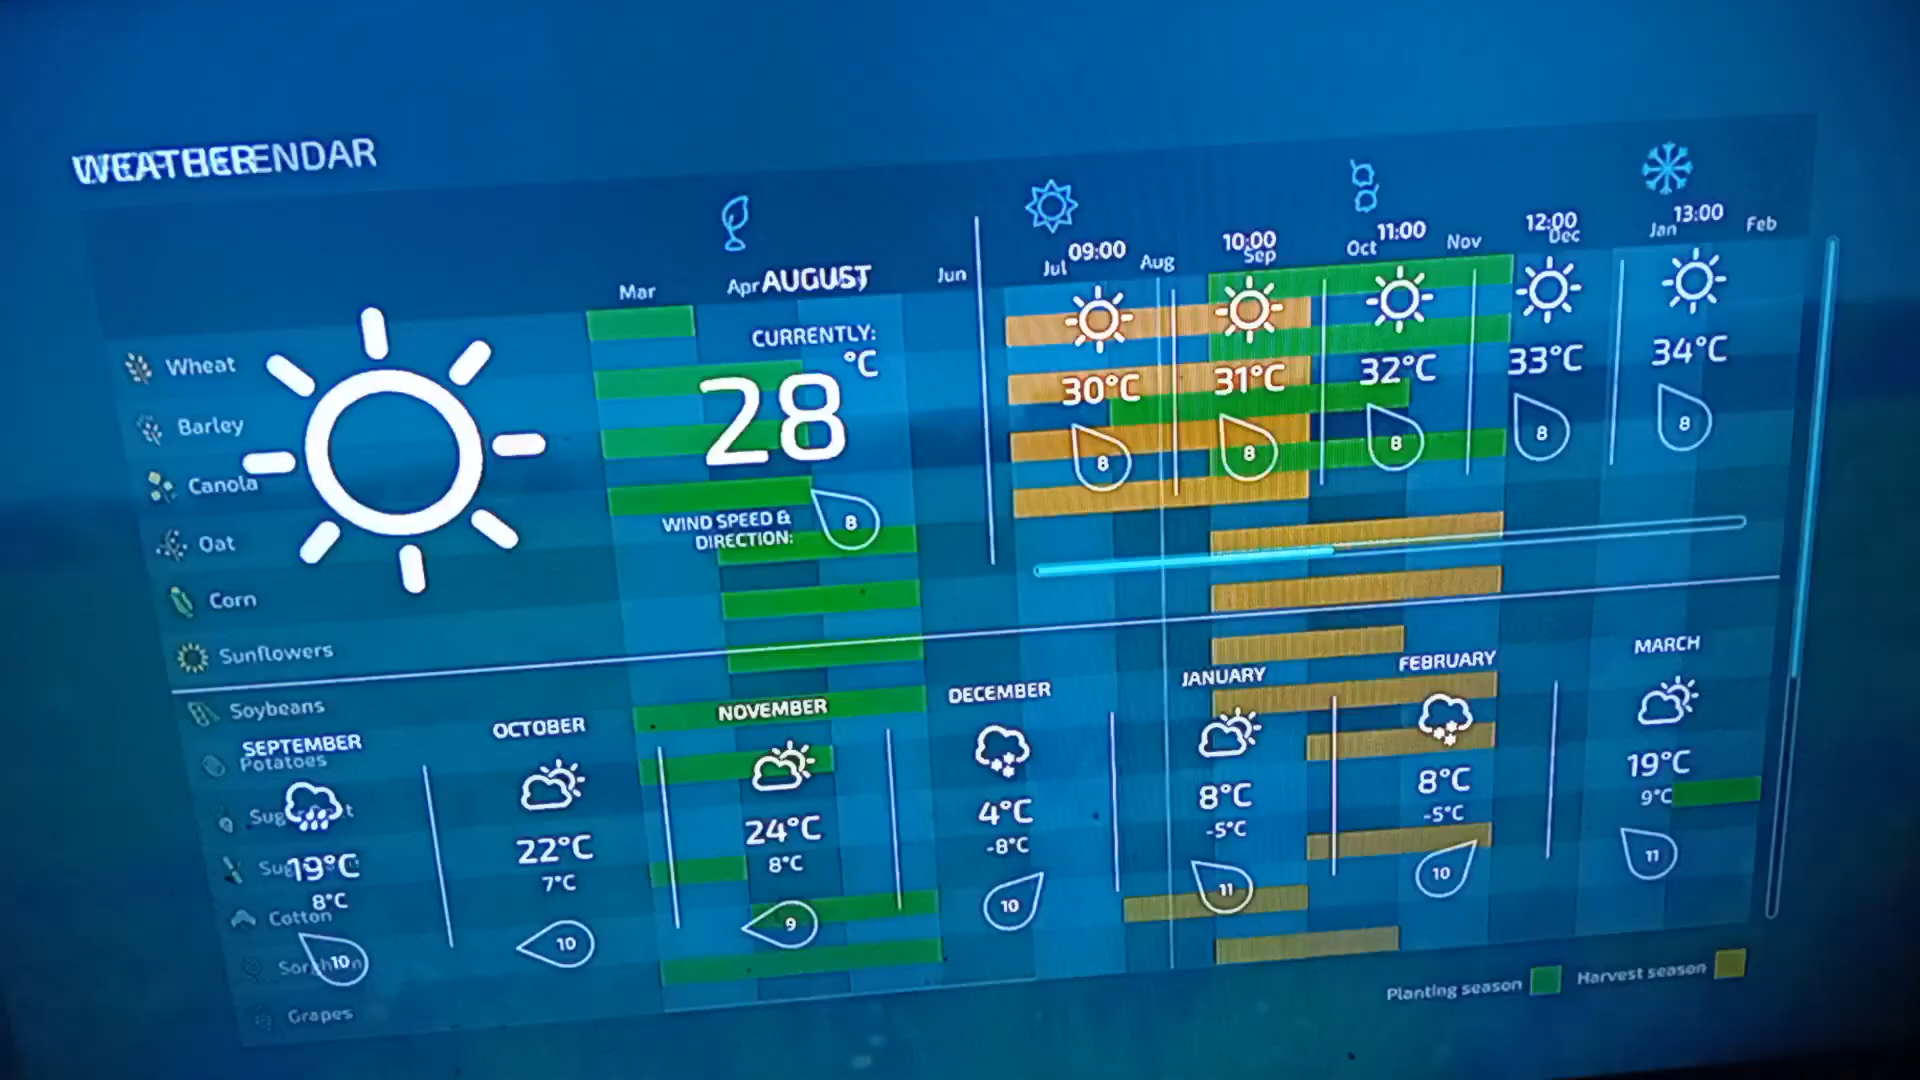 WEATHER
ENDAR
Mar
Apr
AUGUST
Jun
Jul
09:00
Aug
10:00
Sep
Oct
11:00
Nov
12:00
Dec
Jan
13:00
Feb
CURRENTLY:
28 °C
WIND SPEED &
DIRECTION:
8
30°C
31°C
32°C
33°C
34°C
8
8
8
8
8
Wheat
Barley
Canola
Oat
Corn
Sunflowers
Soybeans
Potatoes
Cotton
Grapes
SEPTEMBER
19°C
8°C
10
OCTOBER
22°C
7°C
10
NOVEMBER
24°C
8°C
9
DECEMBER
4°C
-8°C
10
JANUARY
8°C
-5°C
11
FEBRUARY
8°C
-5°C
10
MARCH
19°C
9°C
11
Planting season
Harvest season